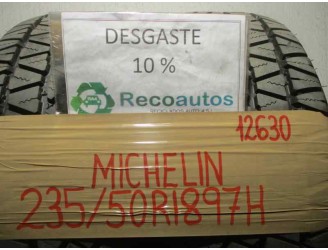 DESGASTE
10 %
Recoautos
12630
MICHELIN
235/50R1897H